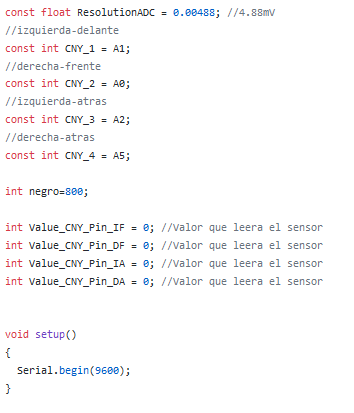 const float ResolutionADC = 0.00488; //4.88mV
//izquierda-delante
const int CNY_1 = A1;
//derecha-frente
const int CNY_2 = A0;
//izquierda-atras
const int CNY_3 = A2;
//derecha-atras
const int CNY_4 = A5;
int negro=800;
int Value_CNY_Pin_IF = 0; //Valor que leera el sensor
int Value_CNY_Pin_DF = 0; //Valor que leera el sensor
int Value_CNY_Pin_IA = 0; //Valor que leera el sensor
int Value_CNY_Pin_DA = 0; //Valor que leera el sensor
void setup()
{
  Serial.begin(9600);
}